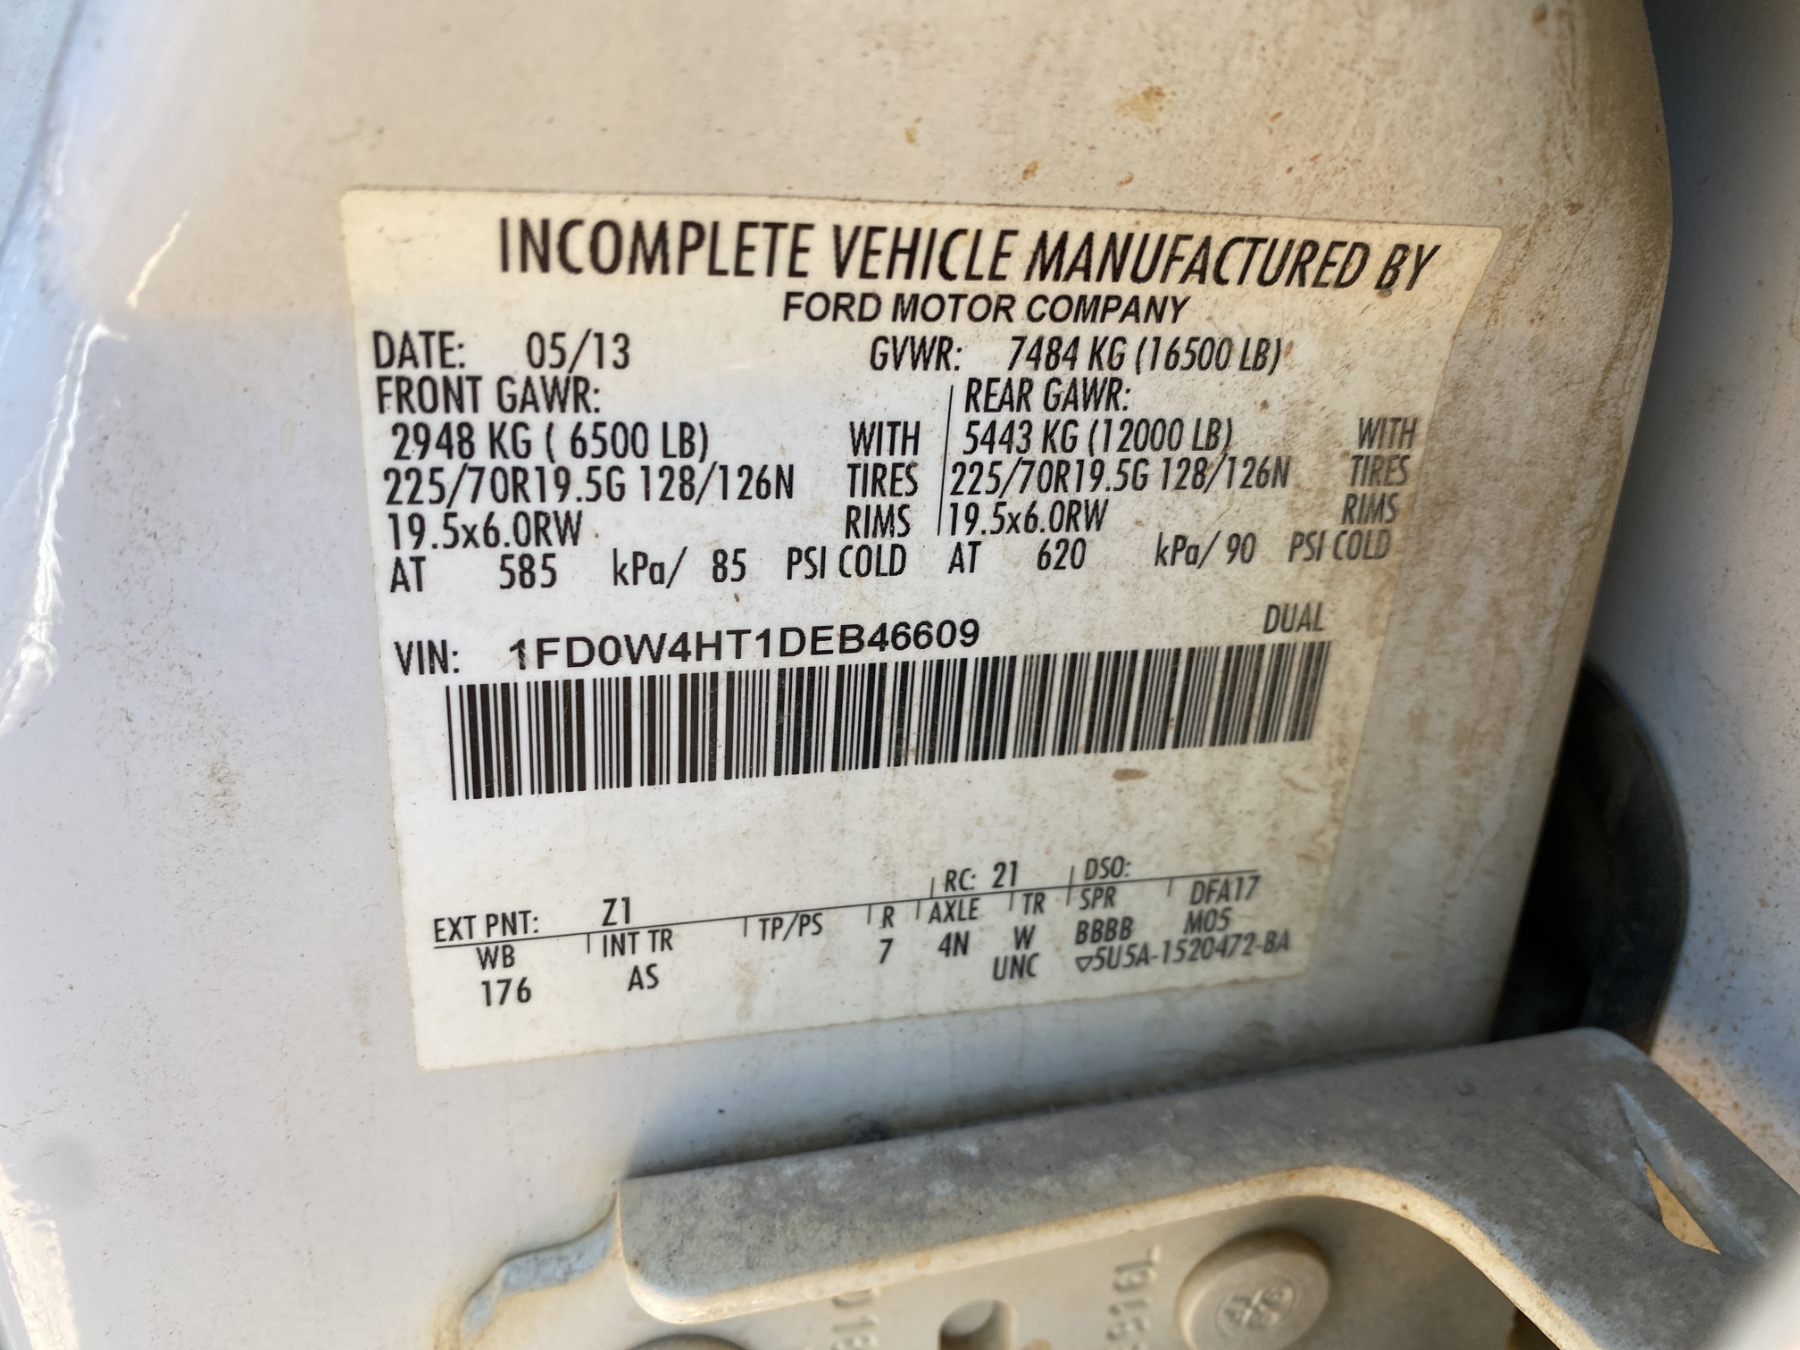 INCOMPLETE VEHICLE MANUFACTURED BY
FORD MOTOR COMPANY
DATE: 05/13 GVWR: 7484 KG (16500 LB)
FRONT GAWR: REAR GAWR:
2948 KG ( 6500 LB) WITH 5443 KG (12000 LB) WITH
225/70R19.5G 128/126N TIRES 225/70R19.5G 128/126N TIRES
19.5x6.0RW RIMS 19.5x6.0RW RIMS
AT 585 kPa/ 85 PSI COLD AT 620 kPa/ 90 PSI COLD
DUAL
VIN: 1FD0W4HT1DEB46609
EXT PNT: Z1 RC: 21 DSO:
WB INT TR TP/PS R AXLE TR SPR DFA17
176 AS 7 4N W BBBB M05
UNC ▽5U5A-1520472-BA